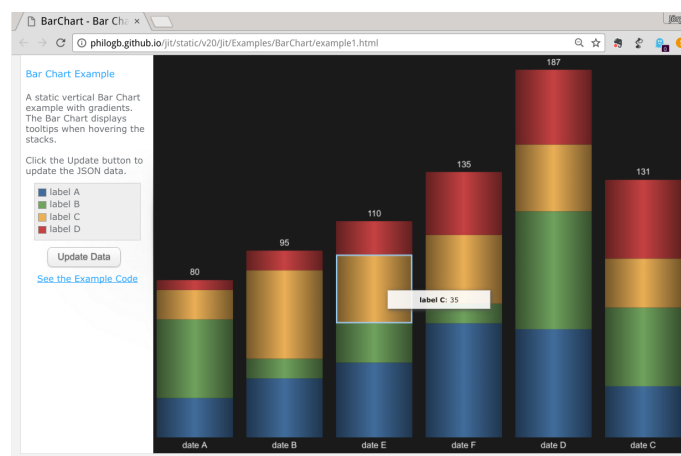 BarChart - Bar Cha ×
philogb.github.io/jit/static/v20/Jit/Examples/BarChart/example1.html
Bar Chart Example
A static vertical Bar Chart
example with gradients.
The Bar Chart displays
tooltips when hovering the
stacks.
Click the Update button to
update the JSON data.
label A
label B
label C
label D
Update Data
See the Example Code
187
135
131
110
95
80
label C: 35
date A
date B
date E
date F
date D
date C